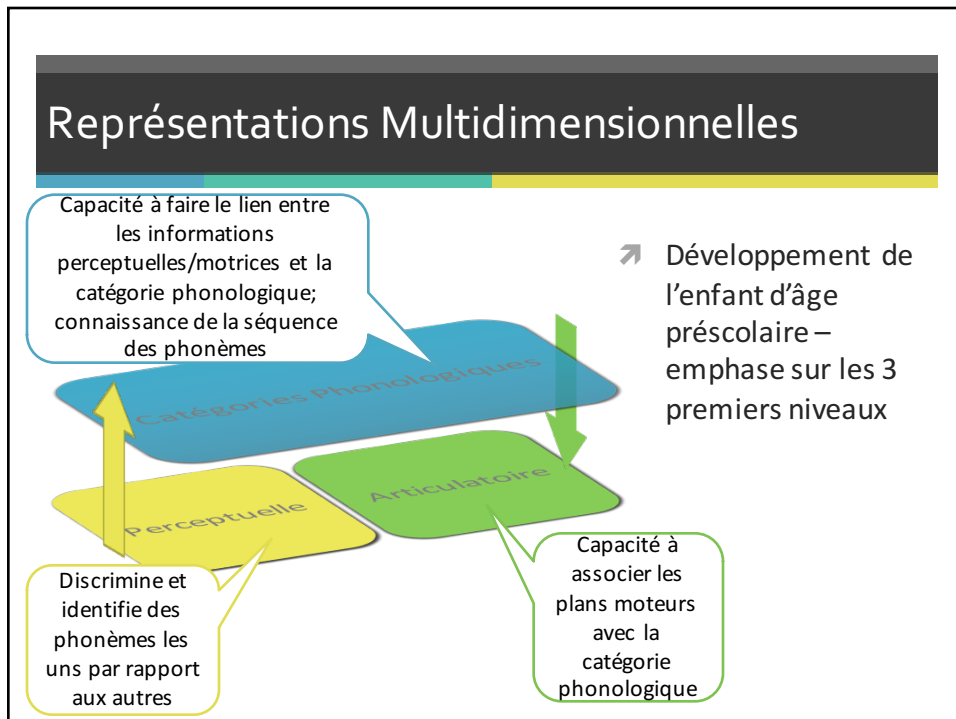 Représentations Multidimensionnelles
Capacité à faire le lien entre
les informations
perceptuelles/motrices et la
catégorie phonologique;
connaissance de la séquence
des phonèmes
Catégories Phonologiques
Perceptuelle
Articulatoire
Discrimine et
identifie des
phonèmes les
uns par rapport
aux autres
Capacité à
associer les
plans moteurs
avec la
catégorie
phonologique
Développement de
l’enfant d’âge
préscolaire –
emphase sur les 3
premiers niveaux